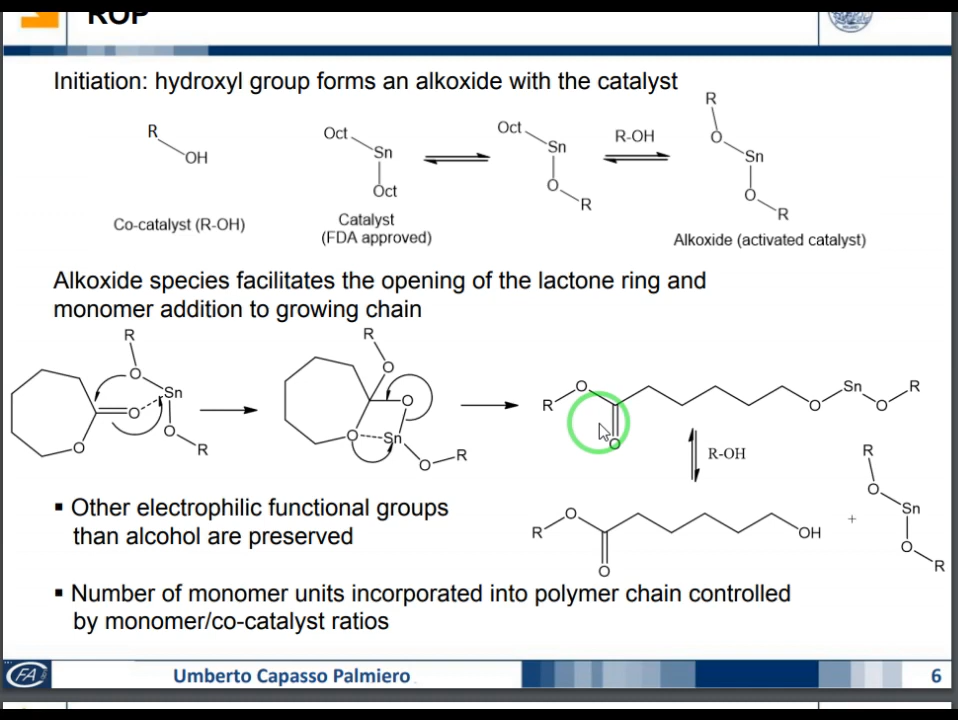 ROP
Initiation: hydroxyl group forms an alkoxide with the catalyst
R
OH
Co-catalyst (R-OH)
Oct
Sn
Oct
Catalyst
(FDA approved)
Oct
Sn
O
R
R-OH
R
O
Sn
O
R
Alkoxide (activated catalyst)
Alkoxide species facilitates the opening of the lactone ring and
monomer addition to growing chain
R
O
Sn
O
O
R
O
R
O
O
O
Sn
O
R
O
R
O
O
Sn
O
R
R-OH
R
O
O
OH
+
R
O
Sn
O
R
▪ Other electrophilic functional groups
than alcohol are preserved
▪ Number of monomer units incorporated into polymer chain controlled
by monomer/co-catalyst ratios
CFA
Umberto Capasso Palmiero
6